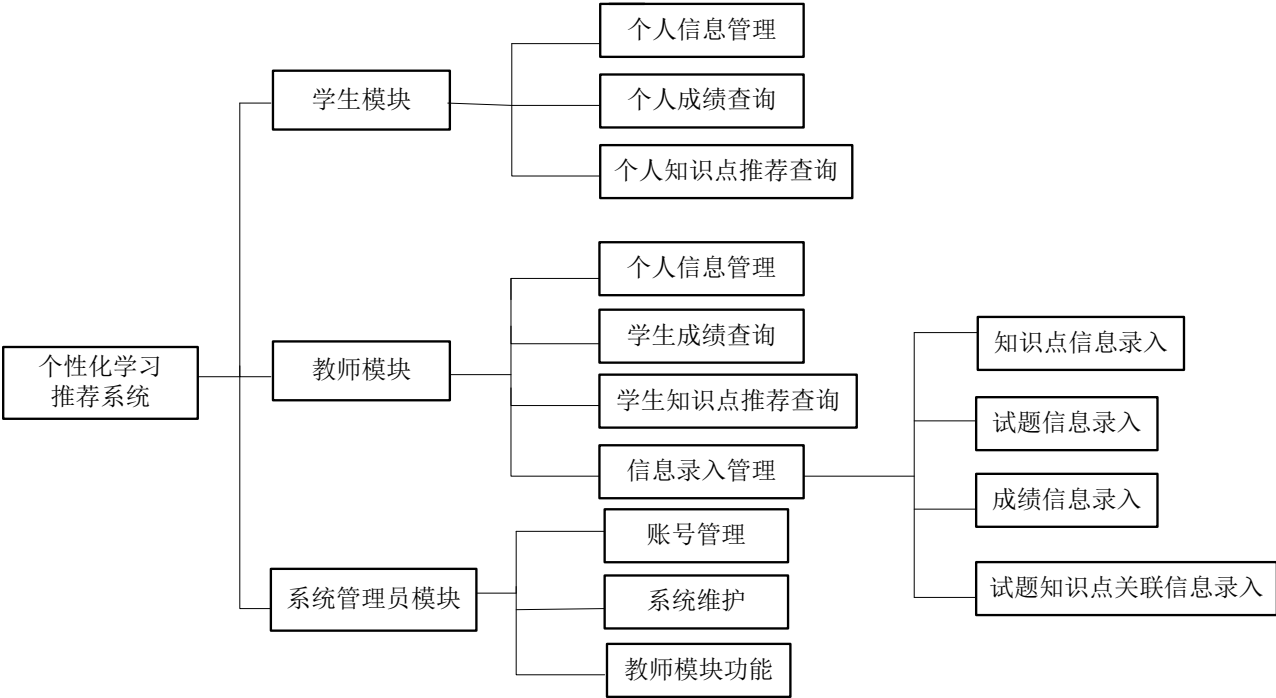 个性化学习
推荐系统
学生模块
个人信息管理
个人成绩查询
个人知识点推荐查询
教师模块
个人信息管理
学生成绩查询
学生知识点推荐查询
信息录入管理
知识点信息录入
试题信息录入
成绩信息录入
试题知识点关联信息录入
系统管理员模块
账号管理
系统维护
教师模块功能